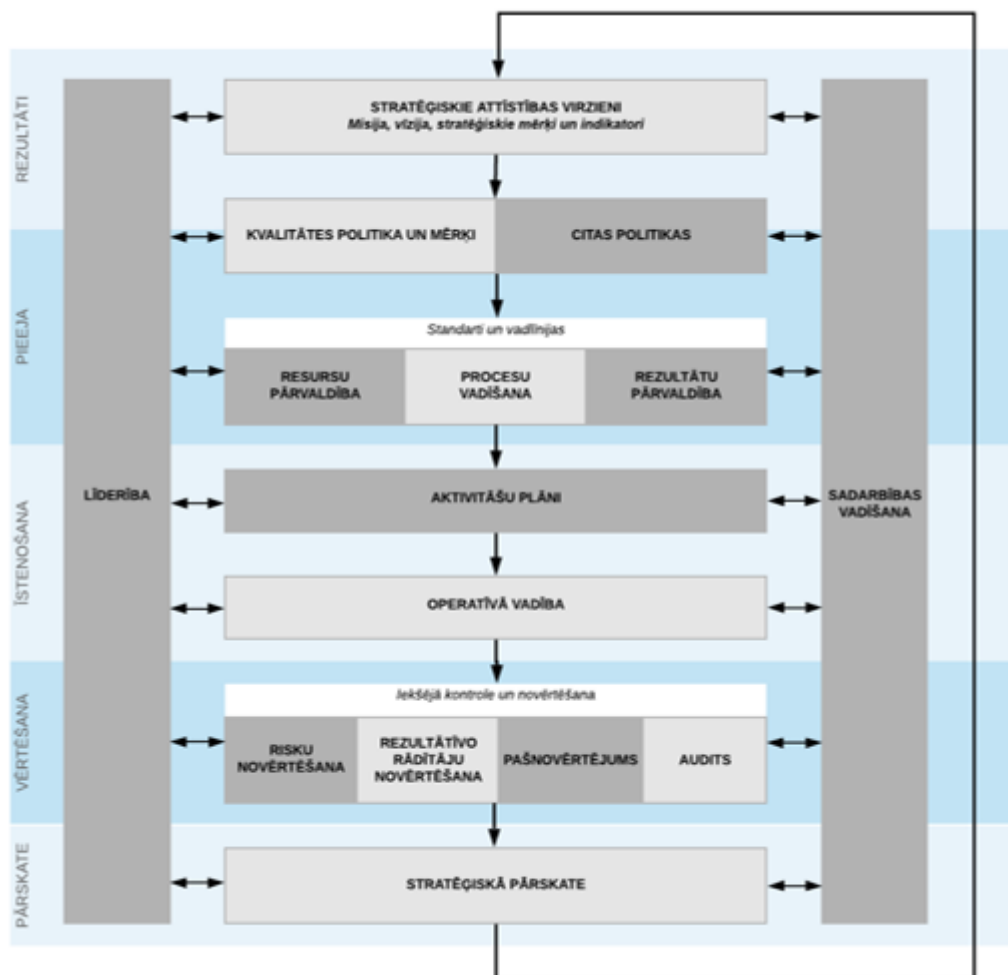 REZULTĀTI
STRATĒĢISKIE ATTĪSTĪBAS VIRZIENI
Misija, vīzija, stratēģiskie mērķi un indikatori
KVALITĀTES POLITIKA UN MĒRĶI
CITAS POLITIKAS
PIEEJA
Standarti un vadlīnijas
RESURSU
PĀRVALDĪBA
PROCESU
VADĪŠANA
REZULTĀTU
PĀRVALDĪBA
LĪDERĪBA
AKTIVITĀŠU PLĀNI
SADARBĪBAS
VADĪŠANA
ĪSTENOŠANA
OPERATĪVĀ VADĪBA
VĒRTĒŠANA
Iekšējā kontrole un novērtēšana
RISKU
NOVĒRTĒŠANA
REZULTĀTĪVO
RĀDĪTĀJU
NOVĒRTĒŠANA
PAŠNOVĒRTĒJUMS
AUDITS
PĀRSKATE
STRATĒĢISKĀ PĀRSKATE